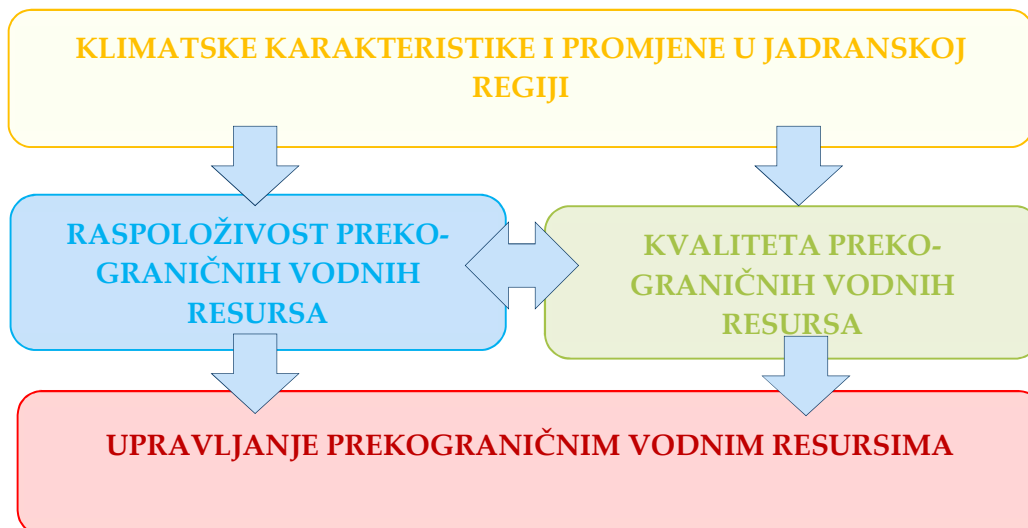 KLIMATSKE KARAKTERISTIKE I PROMJENE U JADRANSKOJ
REGIJI
RASPOLOŽIVOST PREKO-
GRANIČNIH VODNIH
RESURSA
KVALITETA PREKO-
GRANIČNIH VODNIH
RESURSA
UPRAVLJANJE PREKOGRANIČNIM VODNIM RESURSIMA